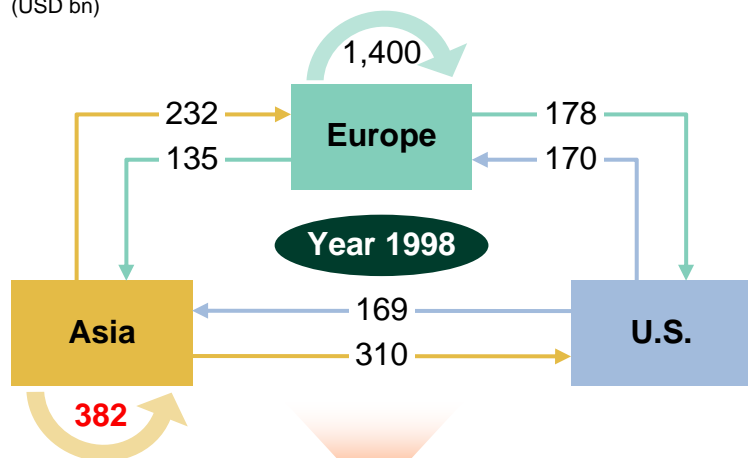 (USD bn)
1,400
232
178
Europe
135
170
Year 1998
169
Asia
U.S.
310
382